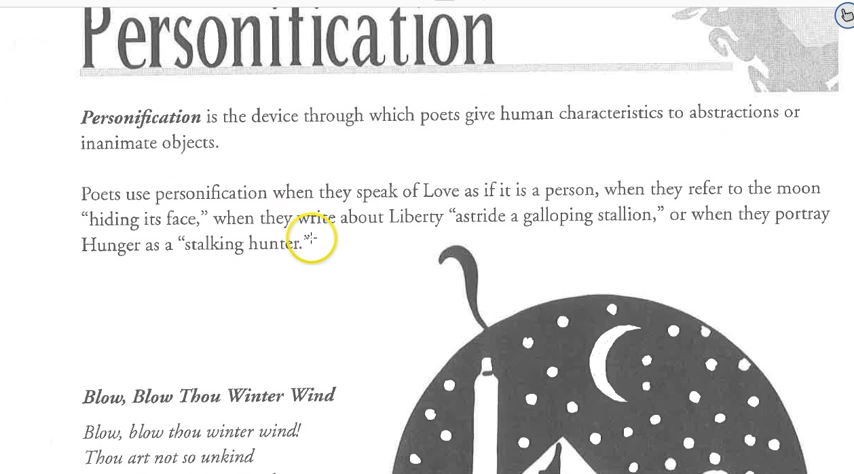 Personification
Personification is the device through which poets give human characteristics to abstractions or
inanimate objects.
Poets use personification when they speak of Love as if it is a person, when they refer to the moon
“hiding its face,” when they write about Liberty “astride a galloping stallion,” or when they portray
Hunger as a “stalking hunter.”
Blow, Blow Thou Winter Wind
Blow, blow thou winter wind!
Thou art not so unkind